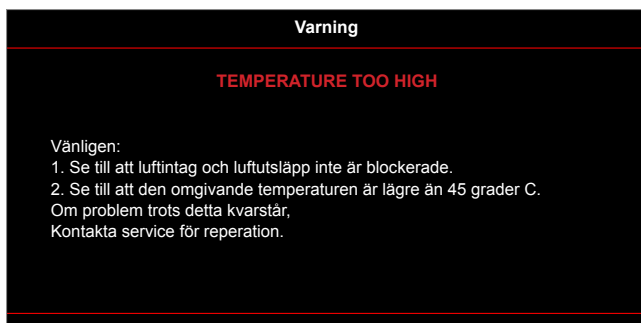 Varning
TEMPERATURE TOO HIGH
Vänligen:
1. Se till att luftintag och luftutsläpp inte är blockerade.
2. Se till att den omgivande temperaturen är lägre än 45 grader C.
Om problem trots detta kvarstår,
Kontakta service för reperation.